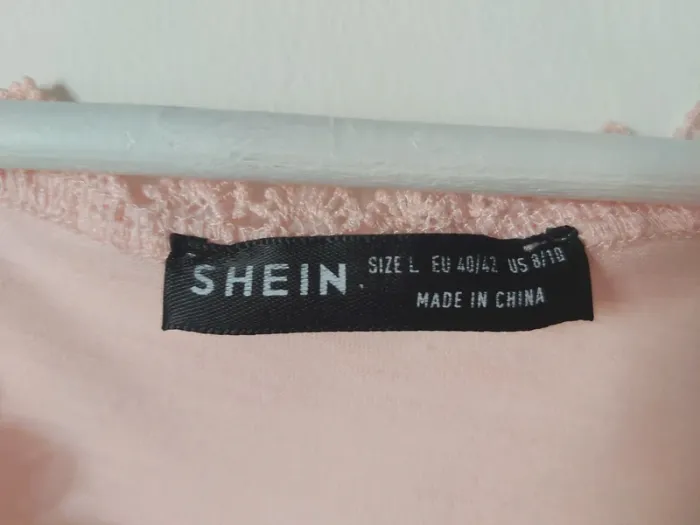 SHEIN
SIZE L EU 40/42 US 8/10
MADE IN CHINA